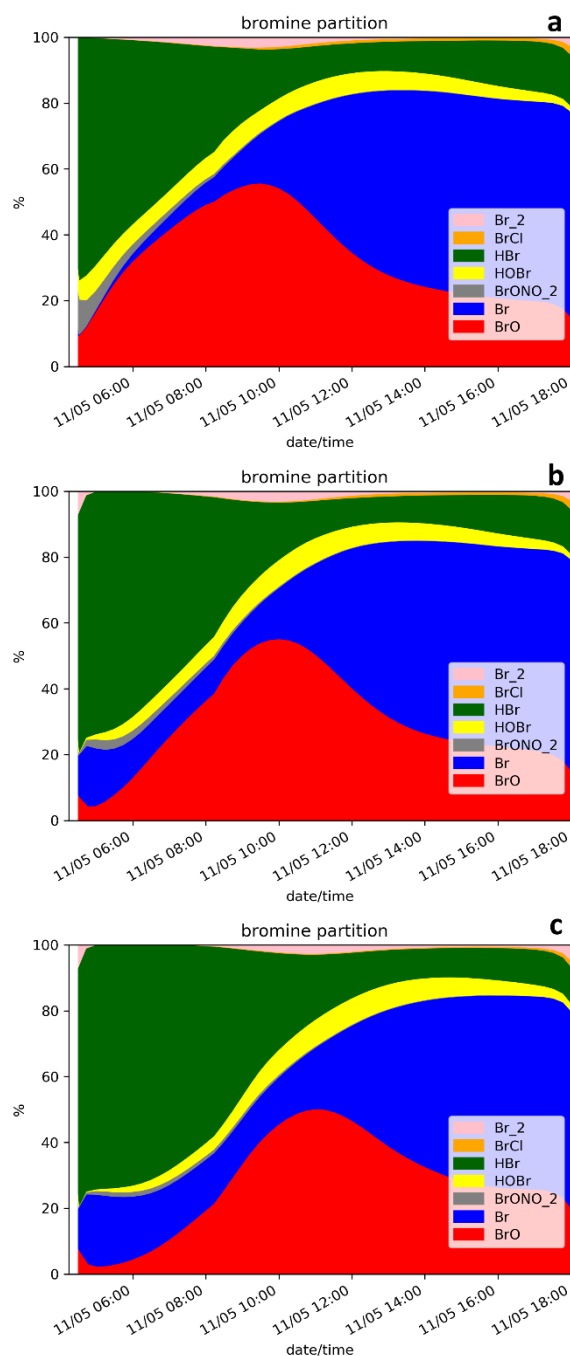 bromine partition a
100
80
60
40
20
0
%
Br_2
BrCl
HBr
HOBr
BrONO_2
Br
BrO
11/05 06:00
11/05 08:00
11/05 10:00
11/05 12:00
11/05 14:00
11/05 16:00
11/05 18:00
date/time
bromine partition b
100
80
60
40
20
0
%
Br_2
BrCl
HBr
HOBr
BrONO_2
Br
BrO
11/05 06:00
11/05 08:00
11/05 10:00
11/05 12:00
11/05 14:00
11/05 16:00
11/05 18:00
date/time
bromine partition c
100
80
60
40
20
0
%
Br_2
BrCl
HBr
HOBr
BrONO_2
Br
BrO
11/05 06:00
11/05 08:00
11/05 10:00
11/05 12:00
11/05 14:00
11/05 16:00
11/05 18:00
date/time